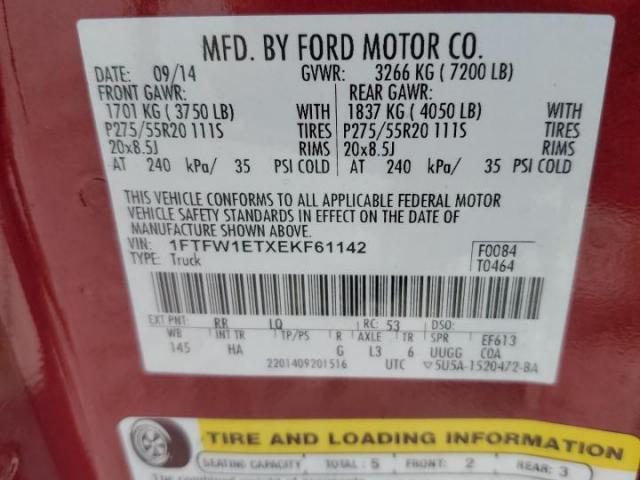 MFD. BY FORD MOTOR CO.
DATE: 09/14 GVWR: 3266 KG ( 7200 LB)
FRONT GAWR: REAR GAWR:
1701 KG ( 3750 LB) WITH 1837 KG ( 4050 LB) WITH
P275/55R20 111S TIRES P275/55R20 111S TIRES
20x8.5J RIMS 20x8.5J RIMS
AT 240 kPa/ 35 PSI COLD AT 240 kPa/ 35 PSI COLD
THIS VEHICLE CONFORMS TO ALL APPLICABLE FEDERAL MOTOR
VEHICLE SAFETY STANDARDS IN EFFECT ON THE DATE OF
MANUFACTURE SHOWN ABOVE.
VIN: 1FTFW1ETXEKF61142 F0084
TYPE: Truck T0464
EXT PNT: RR LQ RC: 53 DSO:
WB INT TR TP/PS R AXLE TR SPR EF613
145 HA G L3 6 UUGG COA
2201409201516 UTC ▽5U5A-1520472-BA
TIRE AND LOADING INFORMATION
SEATING CAPACITY TOTAL : 5 FRONT: 2 REAR: 3